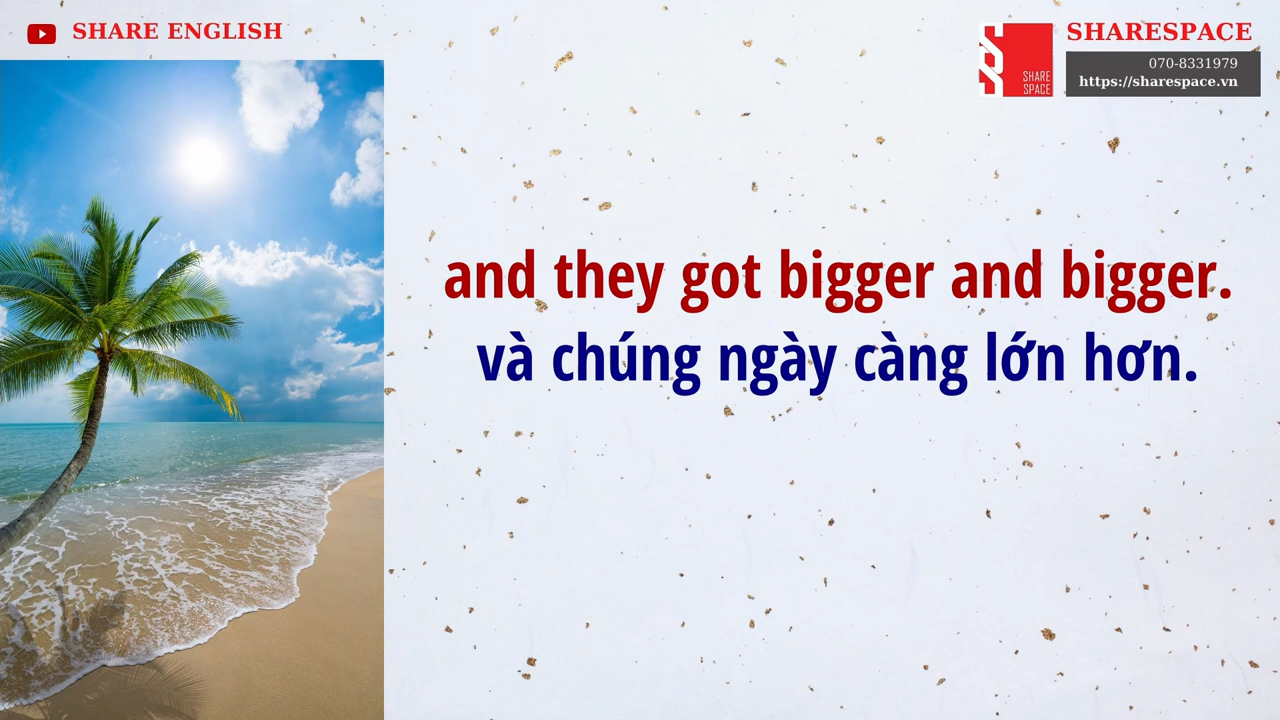 SHARE ENGLISH
SHARESPACE
SHARE
SPACE
070-8331979
https://sharespace.vn
and they got bigger and bigger.
và chúng ngày càng lớn hơn.